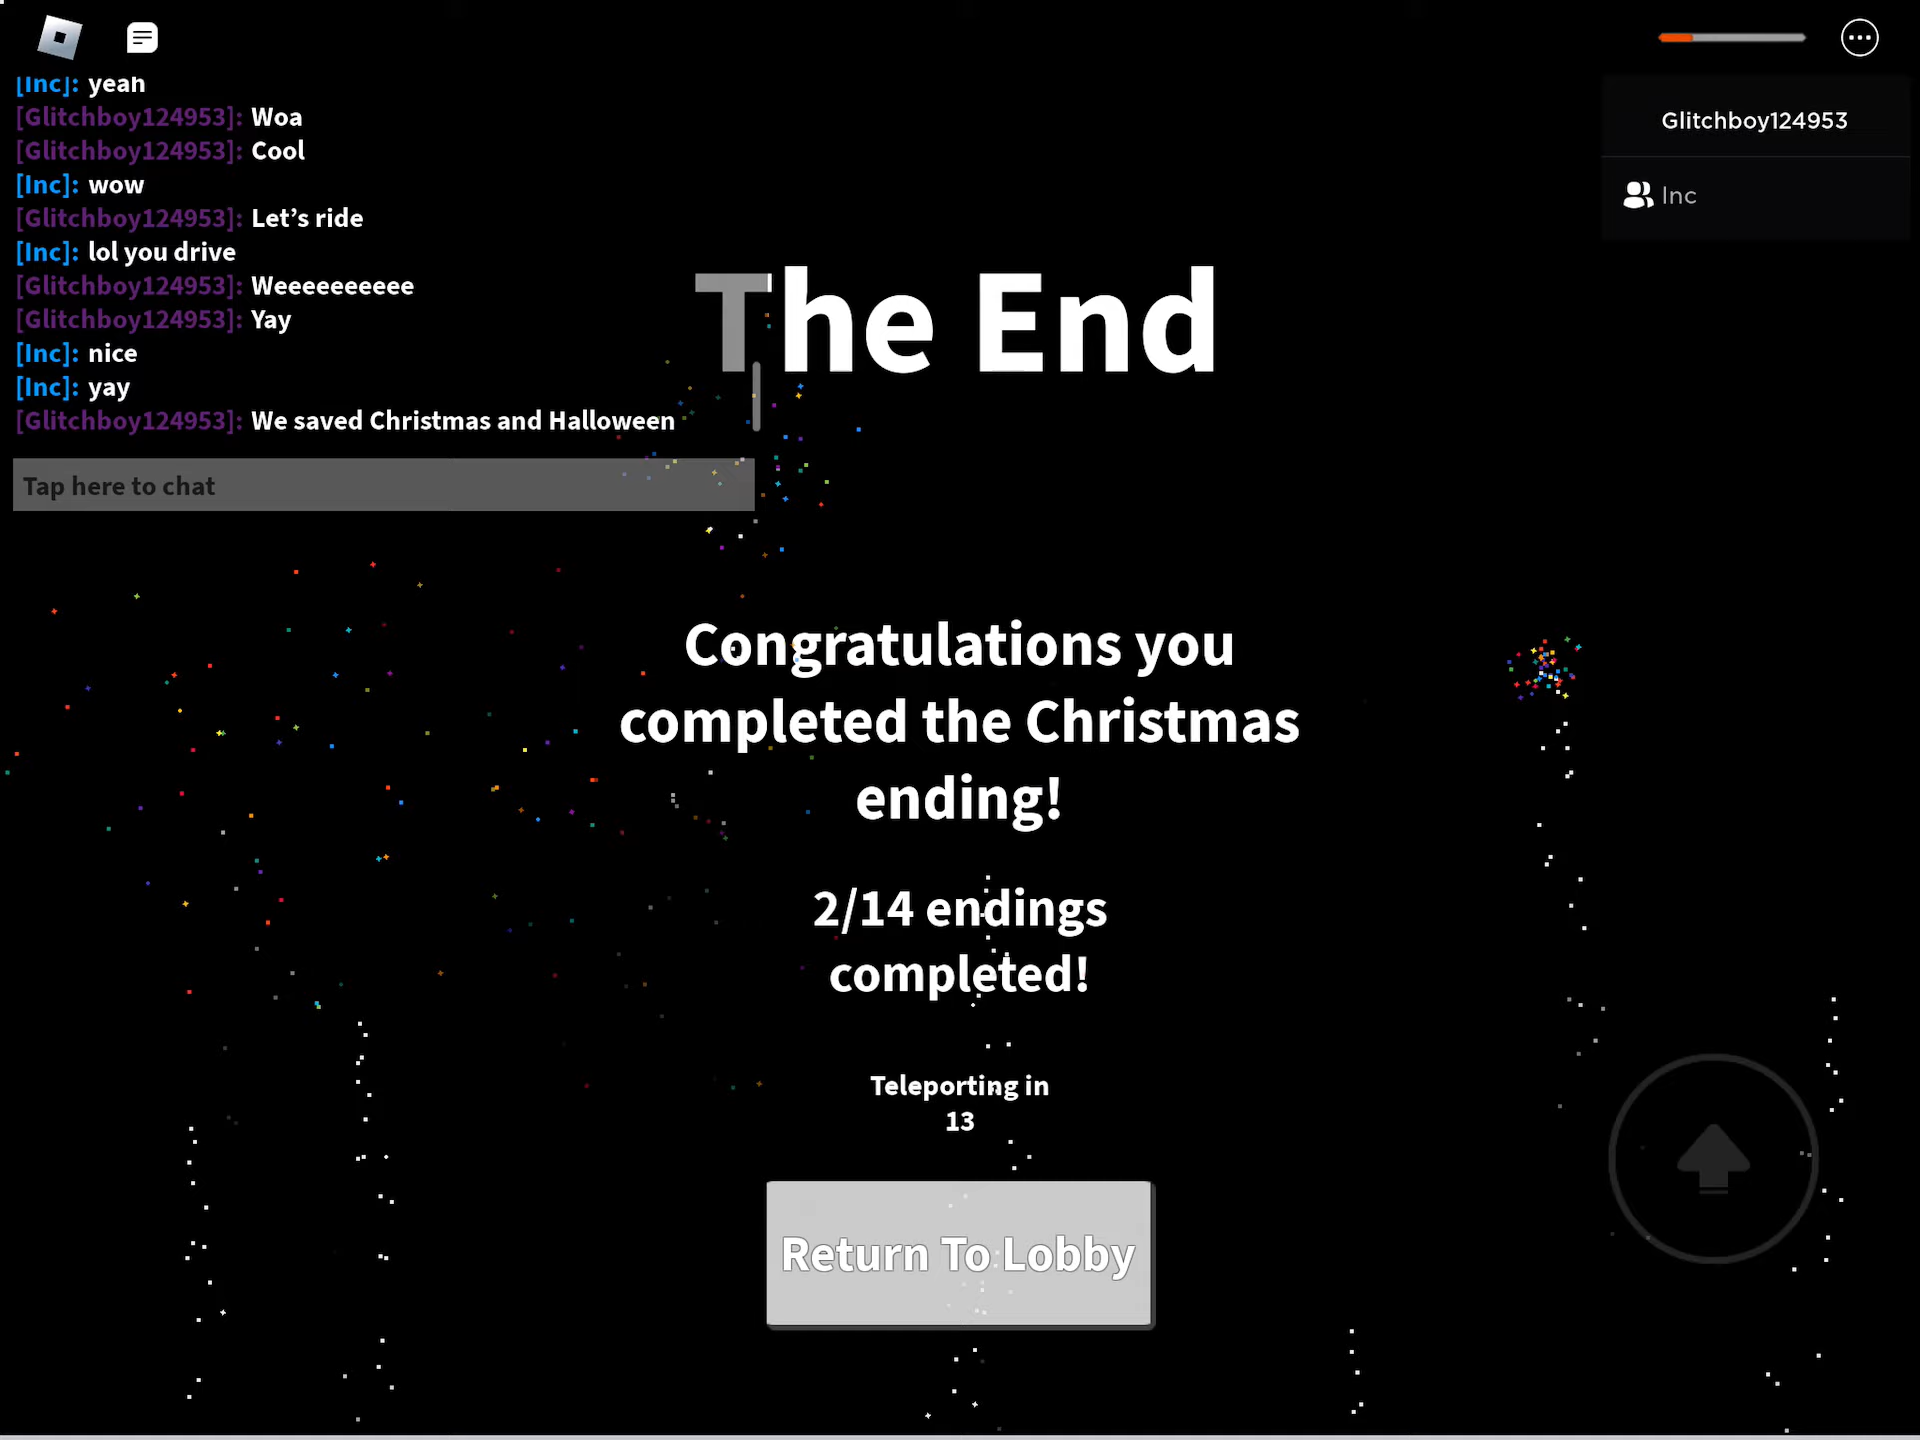 [Inc]: yeah
[Glitchboy124953]: Woa
[Glitchboy124953]: Cool
[Inc]: wow
[Glitchboy124953]: Let’s ride
[Inc]: lol you drive
[Glitchboy124953]: Weeeeeeeeee
[Glitchboy124953]: Yay
[Inc]: nice
[Inc]: yay
[Glitchboy124953]: We saved Christmas and Halloween
Tap here to chat
Glitchboy124953
Inc
The End
Congratulations you
completed the Christmas
ending!
2/14 endings
completed!
Teleporting in
13
Return To Lobby